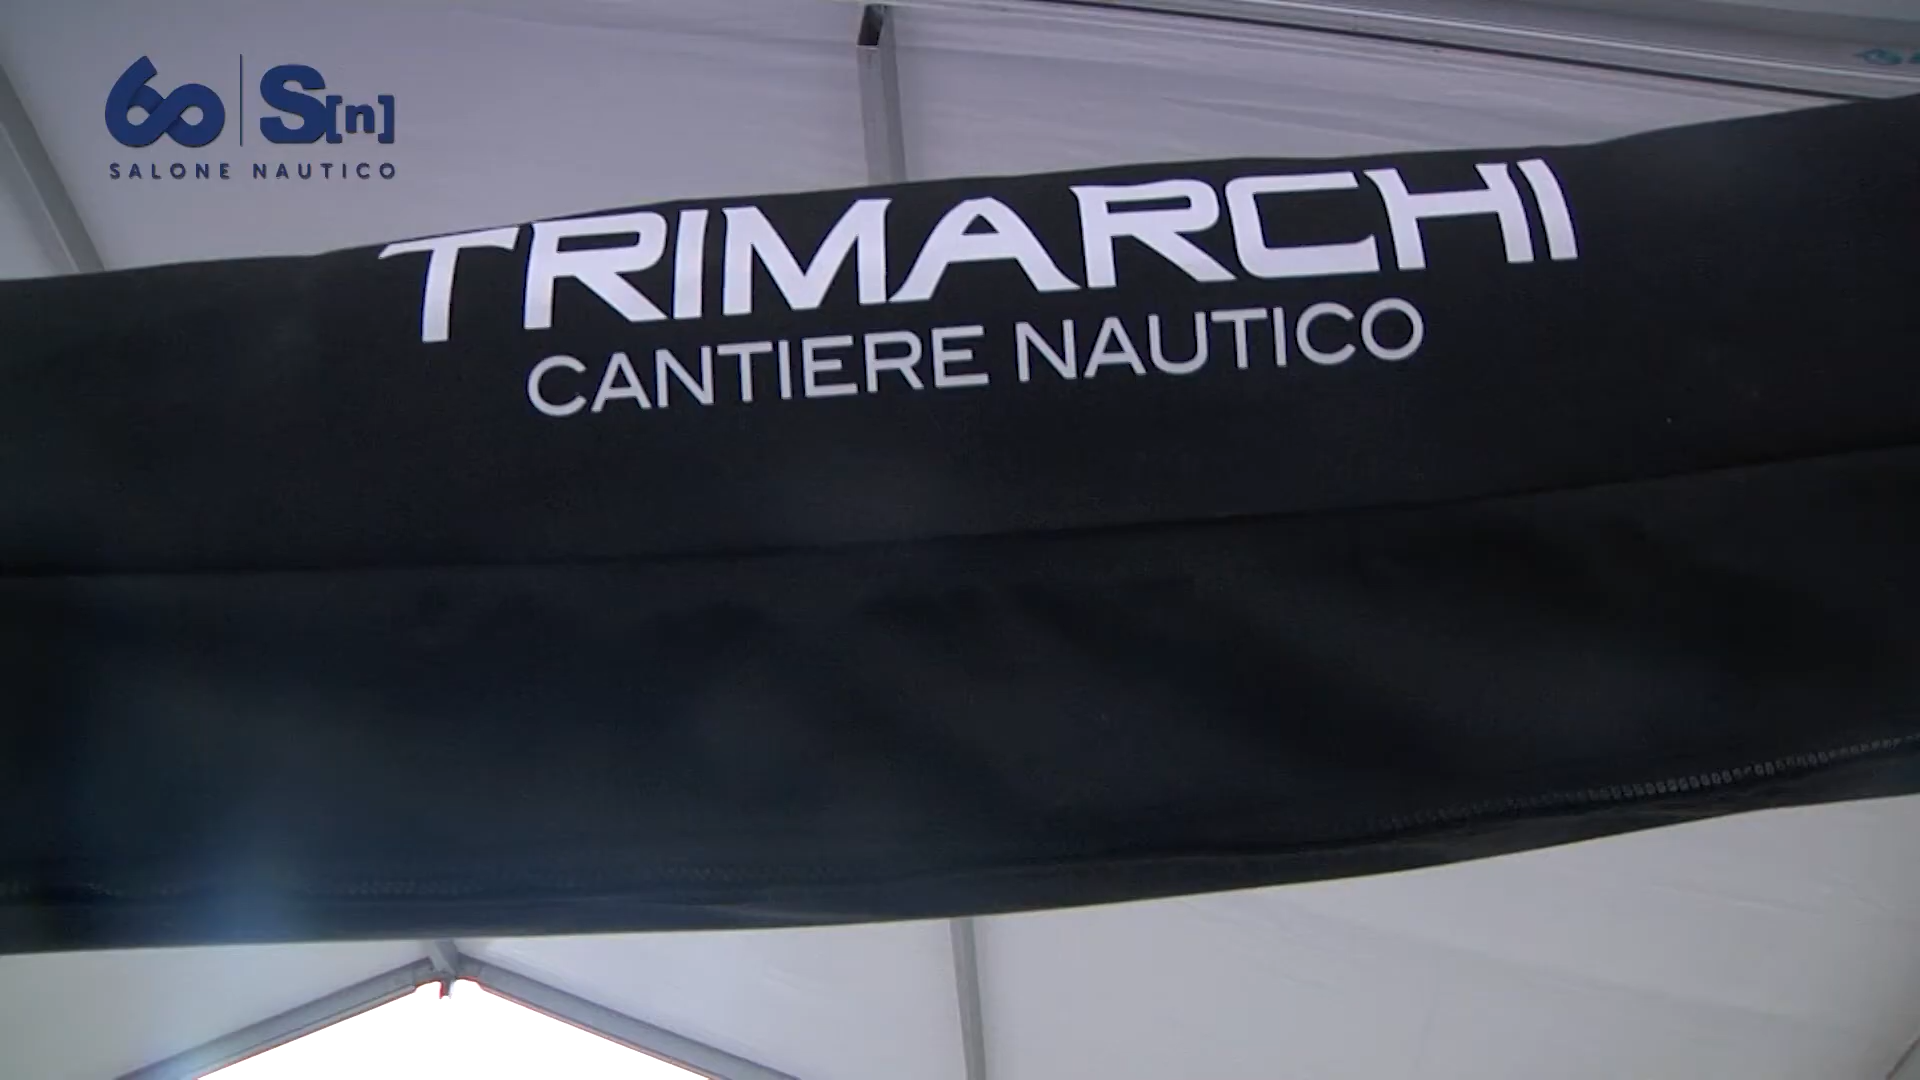 60 S[n]
SALONE NAUTICO
TRIMARCHI
CANTIERE NAUTICO